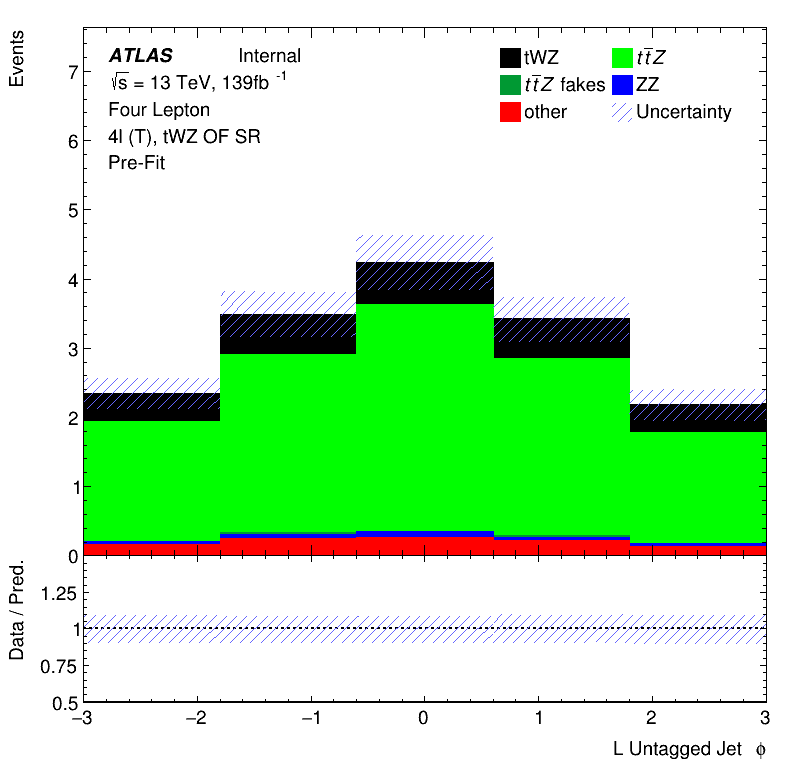 Events
ATLAS Internal
√s = 13 TeV, 139fb -1
Four Lepton
4l (T), tWZ OF SR
Pre-Fit
tWZ tt̄Z
tt̄Z fakes ZZ
other Uncertainty
7
6
5
4
3
2
1
0
Data / Pred.
1.25
1
0.75
0.5
−3 −2 −1 0 1 2 3
L Untagged Jet ϕ